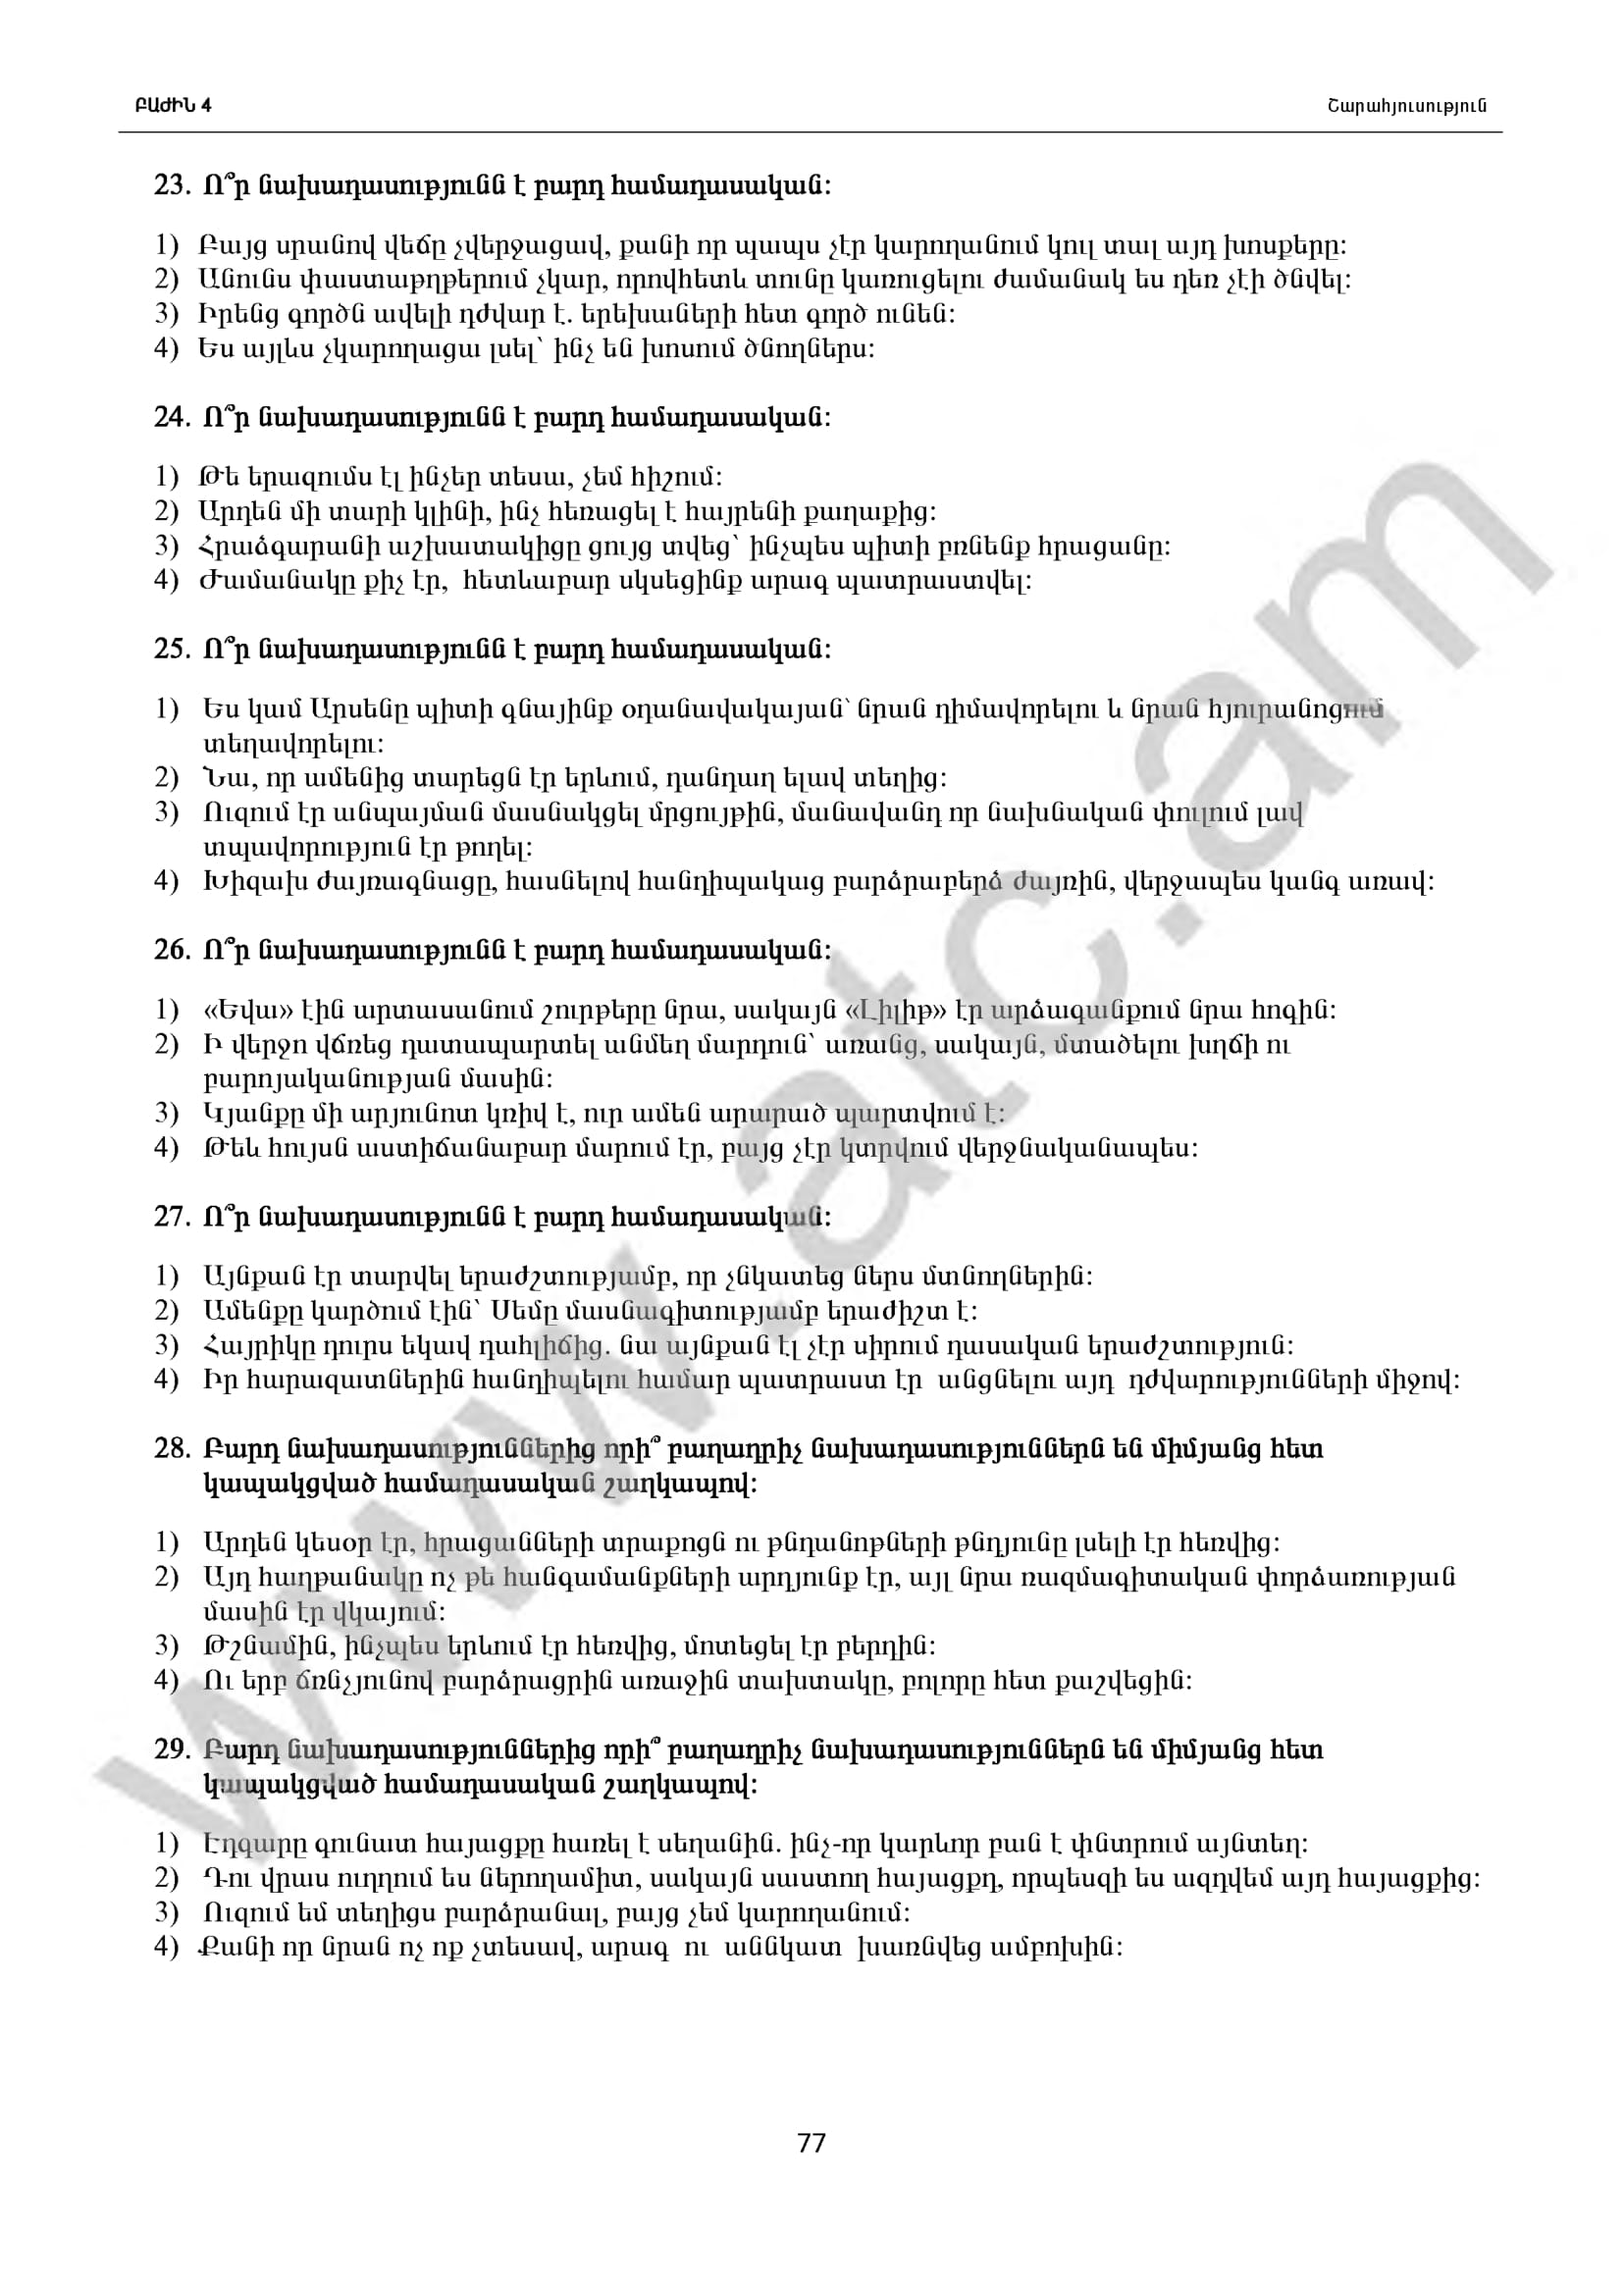 ԲԱԺԻՆ 4 Շարահյուսություն
23. Ո՞ր նախադասությունն է բարդ համադասական:
1) Բայց սրանով վեճը չվերջացավ, քանի որ պապս չէր կարողանում կուլ տալ այդ խոսքերը:
2) Անունս փաստաթղթերում չկար, որովհետև տունը կառուցելու ժամանակ ես դեռ չէի ծնվել:
3) Իրենց գործն ավելի դժվար է. երեխաների հետ գործ ունեն:
4) Ես այլևս չկարողացա լսել՝ ինչ են խոսում ծնողներս:
24. Ո՞ր նախադասությունն է բարդ համադասական:
1) Թե երազումս էլ ինչեր տեսա, չեմ հիշում:
2) Արդեն մի տարի կլինի, ինչ հեռացել է հայրենի քաղաքից:
3) Հրաձգարանի աշխատակիցը ցույց տվեց՝ ինչպես պիտի բռնենք հրացանը:
4) Ժամանակը քիչ էր, հետևաբար սկսեցինք արագ պատրաստվել:
25. Ո՞ր նախադասությունն է բարդ համադասական:
1) Ես կամ Արսենը պիտի գնայինք օդանավակայան՝ նրան դիմավորելու և նրան հյուրանոցում
տեղավորելու:
2) Նա, որ ամենից տարեցն էր երևում, դանդաղ ելավ տեղից:
3) Ուզում էր անպայման մասնակցել մրցույթին, մանավանդ որ նախնական փուլում լավ
տպավորություն էր թողել:
4) Խիզախ ժայռագնացը, հասնելով հանդիպակաց բարձրաբերձ ժայռին, վերջապես կանգ առավ:
26. Ո՞ր նախադասությունն է բարդ համադասական:
1) «Եվա» էին արտասանում շուրթերը նրա, սակայն «Լիլիթ» էր արձագանքում նրա հոգին:
2) Ի վերջո վճռեց դատապարտել անմեղ մարդուն՝ առանց, սակայն, մտածելու խղճի ու
բարոյականության մասին:
3) Կյանքը մի արյունոտ կռիվ է, ուր ամեն արարած պարտվում է:
4) Թեև հույսն աստիճանաբար մարում էր, բայց չէր կտրվում վերջնականապես:
27. Ո՞ր նախադասությունն է բարդ համադասական:
1) Այնքան էր տարվել երաժշտությամբ, որ չնկատեց ներս մտնողներին:
2) Ամենքը կարծում էին՝ Սեմը մասնագիտությամբ երաժիշտ է:
3) Հայրիկը դուրս եկավ դահլիճից. նա այնքան էլ չէր սիրում դասական երաժշտություն:
4) Իր հարազատներին հանդիպելու համար պատրաստ էր անցնելու այդ դժվարությունների միջով:
28. Բարդ նախադասություններից որի՞ բաղադրիչ նախադասություններն են միմյանց հետ
կապակցված համադասական շաղկապով:
1) Արդեն կեսօր էր, հրացանների տրաքոցն ու թնդանոթների թնդյունը լսելի էր հեռվից:
2) Այդ հաղթանակը ոչ թե հանգամանքների արդյունք էր, այլ նրա ռազմագիտական փորձառության
մասին էր վկայում:
3) Թշնամին, ինչպես երևում էր հեռվից, մոտեցել էր բերդին:
4) Ու երբ ճռնչյունով բարձրացրին առաջին տախտակը, բոլորը հետ քաշվեցին:
29. Բարդ նախադասություններից որի՞ բաղադրիչ նախադասություններն են միմյանց հետ
կապակցված համադասական շաղկապով:
1) Էդգարը գունատ հայացքը հառել է սեղանին. ինչ-որ կարևոր բան է փնտրում այնտեղ:
2) Դու վրաս ուղղում ես ներողամիտ, սակայն սաստող հայացքդ, որպեսզի ես ազդվեմ այդ հայացքից:
3) Ուզում եմ տեղիցս բարձրանալ, բայց չեմ կարողանում:
4) Քանի որ նրան ոչ ոք չտեսավ, արագ ու աննկատ խառնվեց ամբոխին:
77
www.atc.am